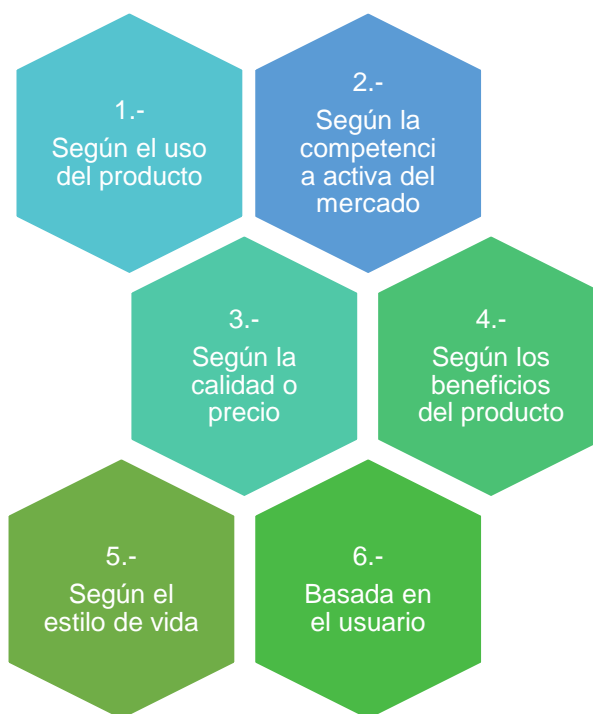 1.-
Según el uso
del producto
2.-
Según la
competenci
a activa del
mercado
3.-
Según la
calidad o
precio
4.-
Según los
beneficios
del producto
5.-
Según el
estilo de vida
6.-
Basada en
el usuario